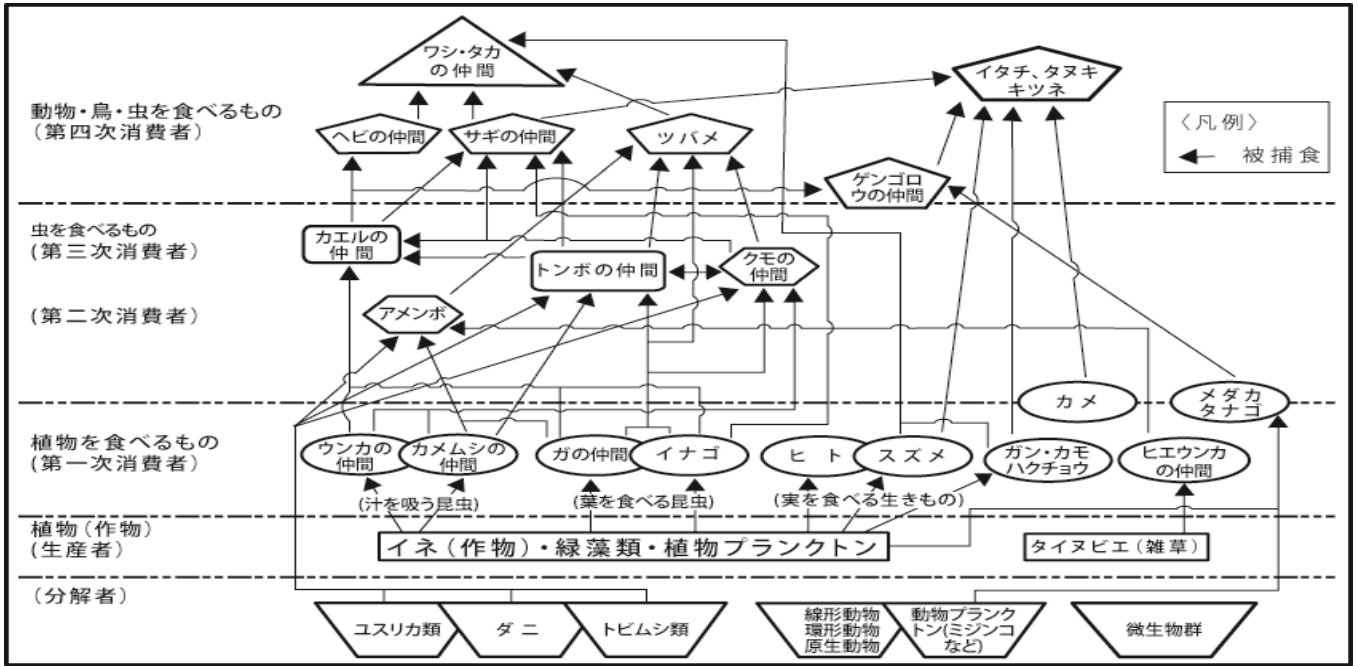 ワシ・タカ
の仲間
イタチ、タヌキ
キツネ
動物・鳥・虫を食べるもの
(第四次消費者)
〈凡例〉
被捕食
ヘビの仲間
サギの仲間
ツバメ
ゲンゴロ
ウの仲間
虫を食べるもの
(第三次消費者)
カエルの
仲間
トンボの仲間
クモの
仲間
(第二次消費者)
アメンボ
カメ
メダカ
タナゴ
植物を食べるもの
(第一次消費者)
ウンカの
仲間
カメムシの
仲間
ガの仲間
イナゴ
ヒト
スズメ
ガン・カモ
ハクチョウ
ヒエウンカ
の仲間
(汁を吸う昆虫)
(葉を食べる昆虫)
(実を食べる生きもの)
植物(作物)
(生産者)
イネ(作物)・緑藻類・植物プランクトン
タイヌビエ(雑草)
(分解者)
ユスリカ類
ダニ
トビムシ類
線形動物
環形動物
原生動物
動物プランク
トン(ミジンコ
など)
微生物群